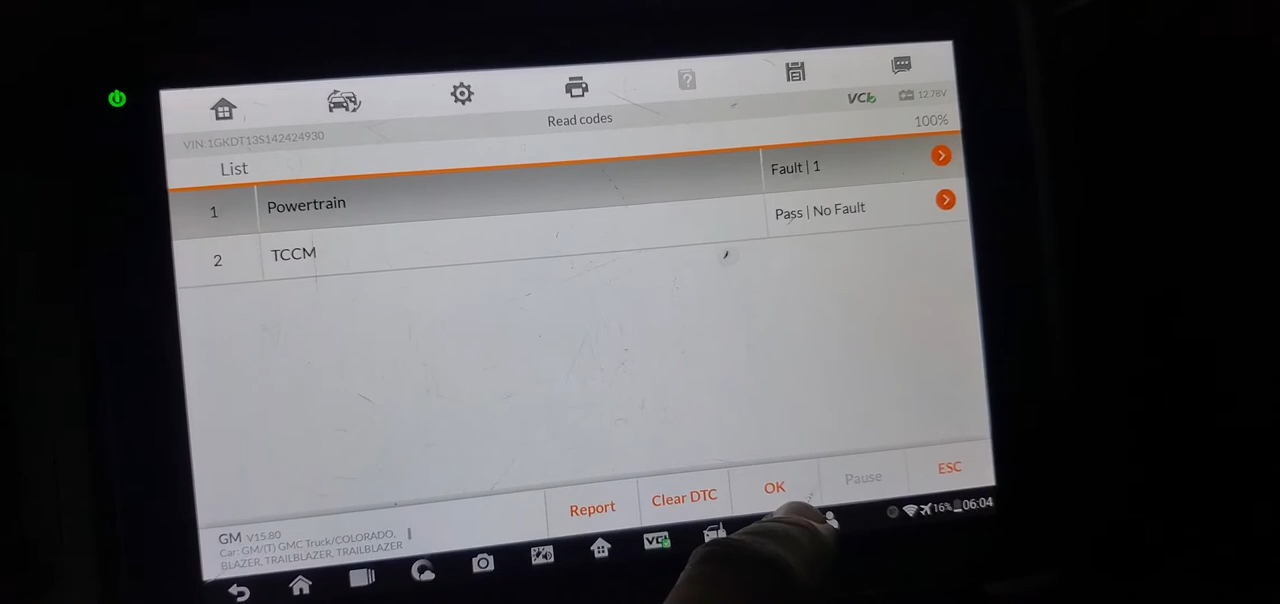 VCI 12.78V
VIN.1GKDT13S142424930 Read codes
List 100%
1 Powertrain Fault | 1
2 TCCM Pass | No Fault
Report Clear DTC OK Pause ESC
GM V15.80
Car: GM/(T) GMC Truck/COLORADO,
BLAZER, TRAILBLAZER, TRAILBLAZER
VCI 16% 06:04